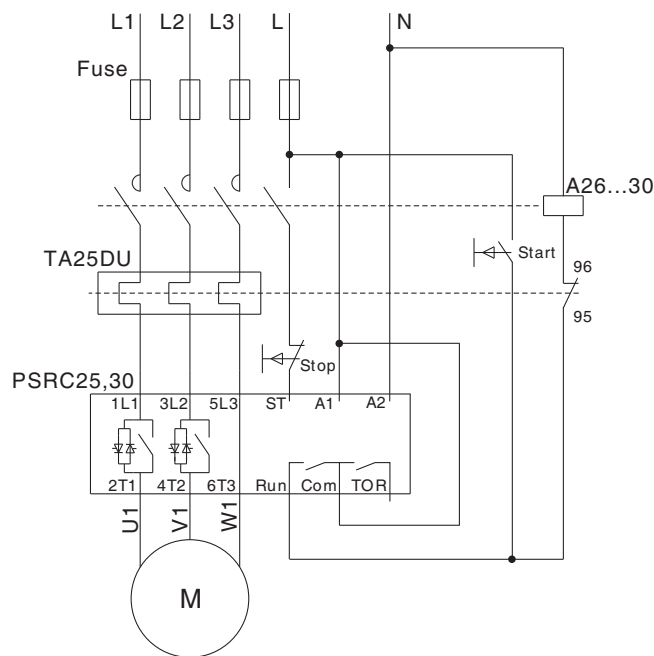 L1 L2 L3 L N
Fuse
A26...30
Start
TA25DU
96
95
Stop
PSRC25,30
1L1 3L2 5L3 ST A1 A2
2T1 4T2 6T3 Run Com TOR
U1 V1 W1
M